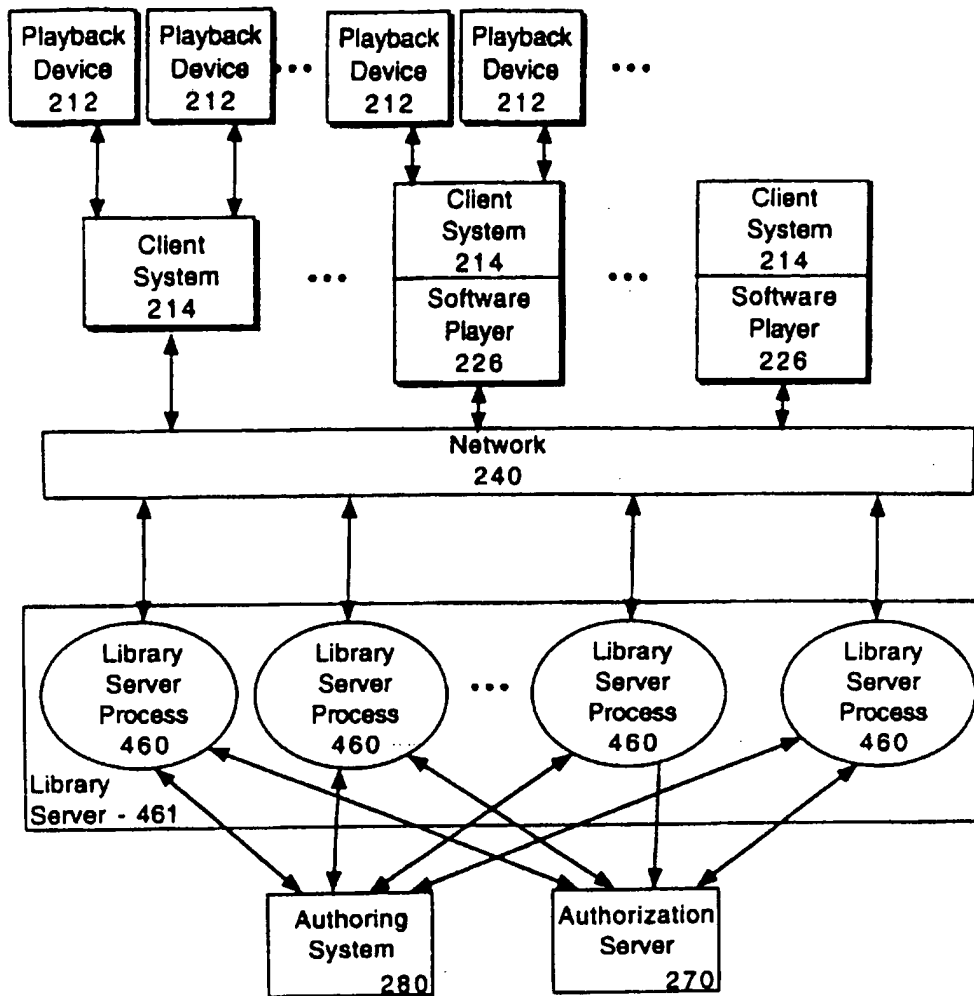 Playback
Device
212
Playback
Device
212
Playback
Device
212
Playback
Device
212
Client
System
214
Client
System
214
Software
Player
226
Client
System
214
Software
Player
226
Network
240
Library
Server
Process
460
Library
Server
Process
460
Library
Server
Process
460
Library
Server
Process
460
Library
Server - 461
Authoring
System
280
Authorization
Server
270